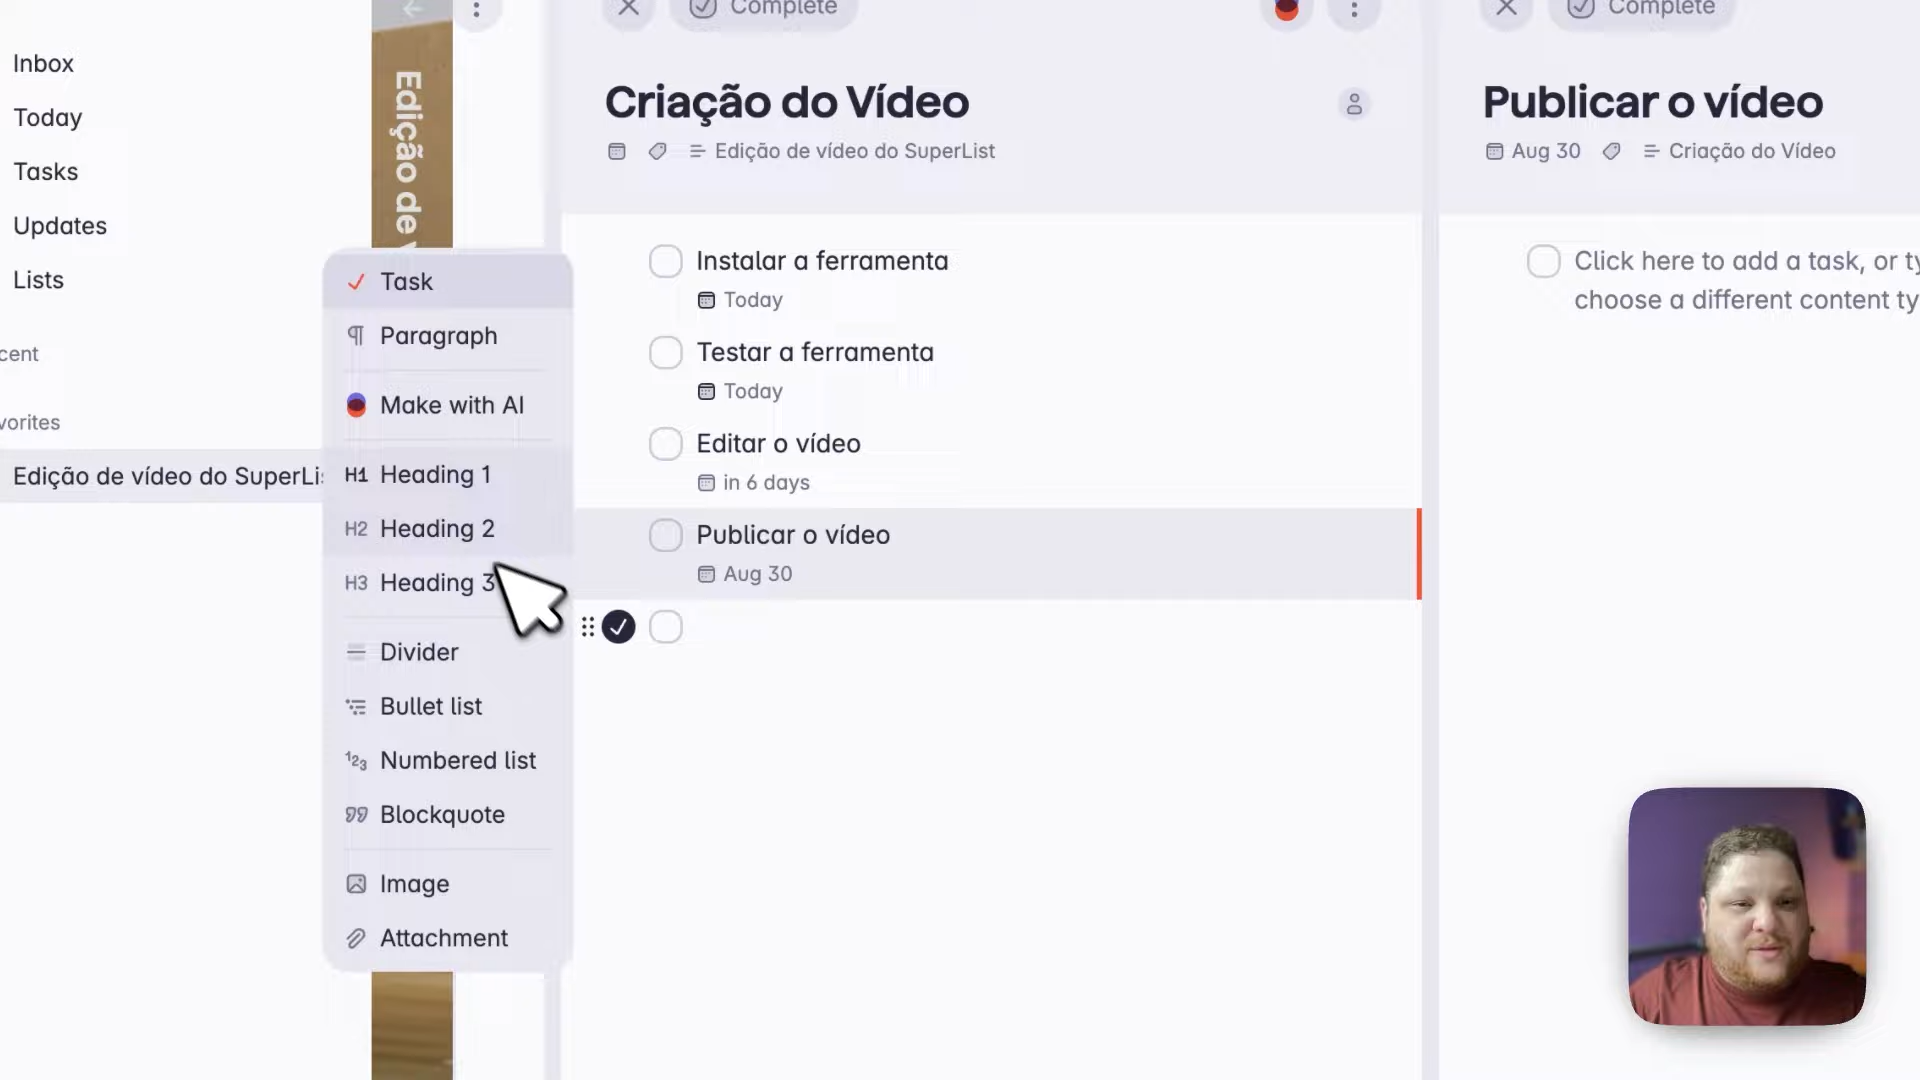 Inbox
Today
Tasks
Updates
Lists
cent
vorites
Edição de vídeo do SuperLis
Edição de
Task
Paragraph
Make with AI
H1 Heading 1
H2 Heading 2
H3 Heading 3
Divider
Bullet list
123 Numbered list
Blockquote
Image
Attachment
Complete
Criação do Vídeo
Edição de vídeo do SuperList
Instalar a ferramenta
Today
Testar a ferramenta
Today
Editar o vídeo
in 6 days
Publicar o vídeo
Aug 30
Complete
Publicar o vídeo
Aug 30 Criação do Vídeo
Click here to add a task, or ty
choose a different content ty